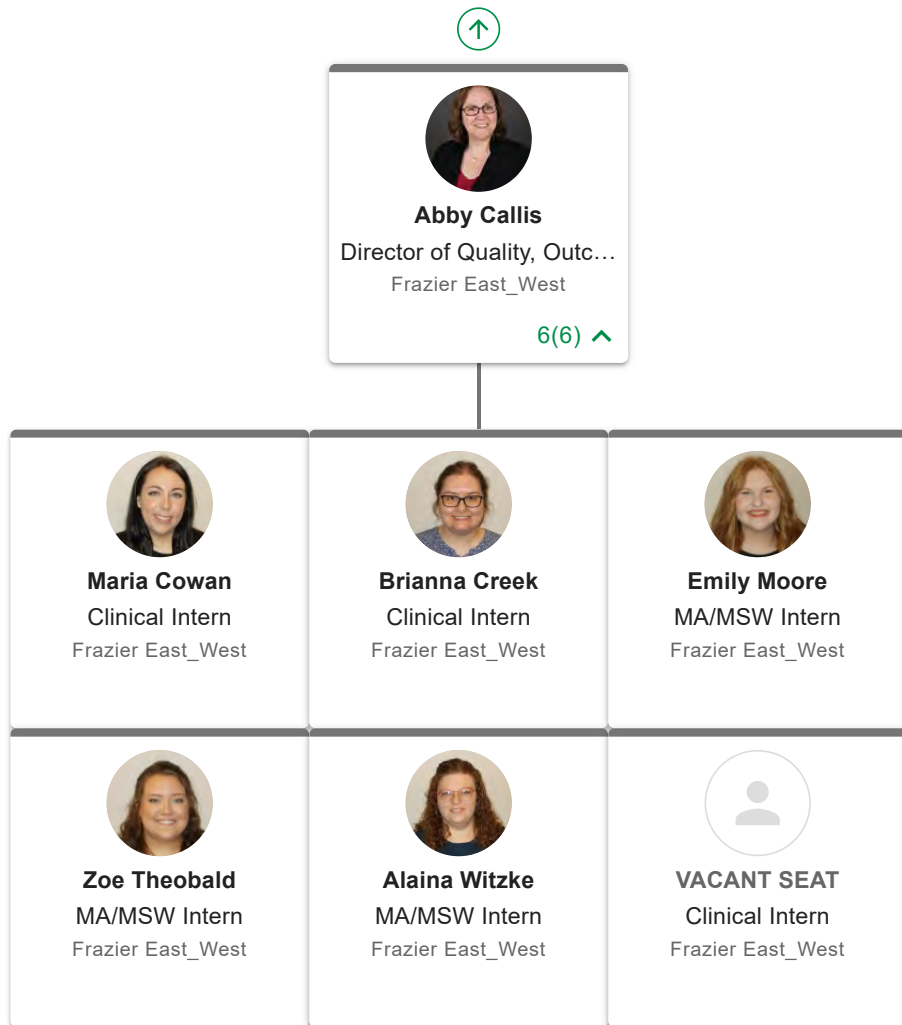 Abby Callis
Director of Quality, Outc...
Frazier East_West
6(6)
Maria Cowan
Clinical Intern
Frazier East_West
Brianna Creek
Clinical Intern
Frazier East_West
Emily Moore
MA/MSW Intern
Frazier East_West
Zoe Theobald
MA/MSW Intern
Frazier East_West
Alaina Witzke
MA/MSW Intern
Frazier East_West
VACANT SEAT
Clinical Intern
Frazier East_West